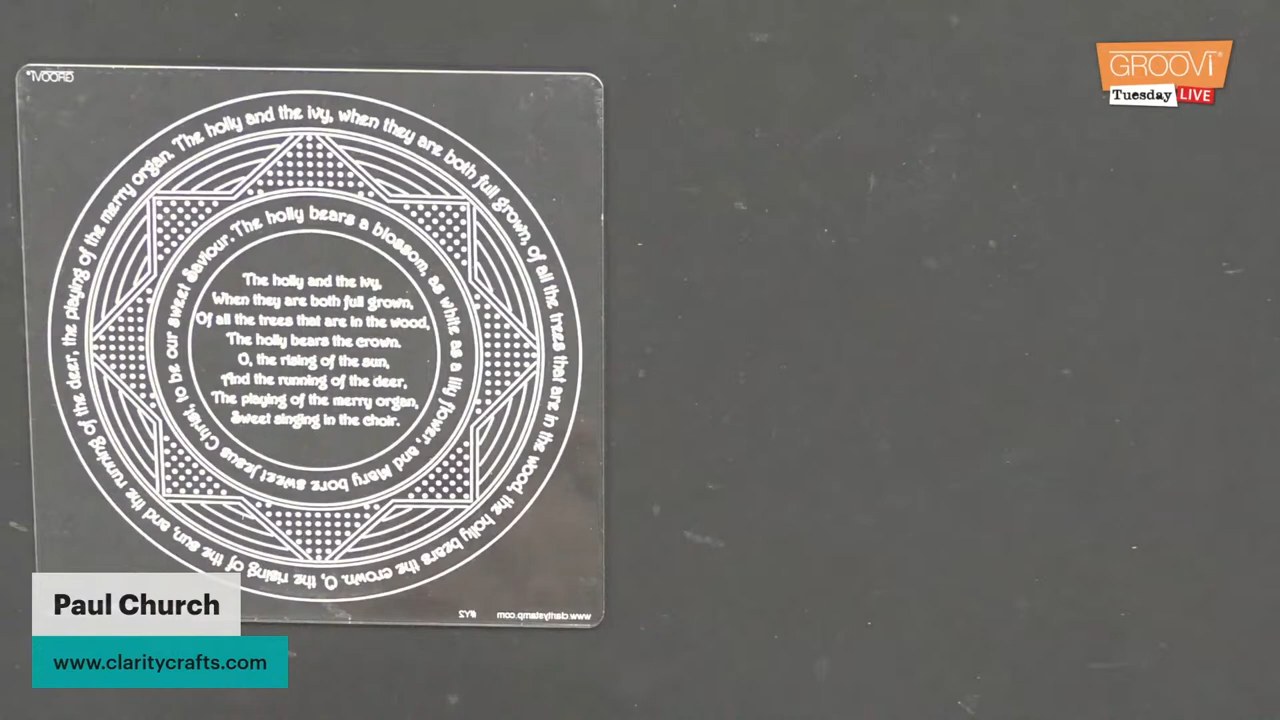 GROOVI®
Tuesday LIVE
GROOVI®
The holly and the ivy, when they are both full grown, of all the trees that are in the wood, the holly bears the crown. O, the rising of the sun, and the running of the deer, the playing of the merry organ.
The holly bears a blossom, as white as a lily flower, and Mary bore sweet Jesus Christ, to be our sweet Saviour.
The holly and the ivy,
When they are both full grown,
Of all the trees that are in the wood,
The holly bears the crown.
O, the rising of the sun,
And the running of the deer,
The playing of the merry organ,
Sweet singing in the choir.
www.claritystamp.com #Y2
Paul Church
www.claritycrafts.com